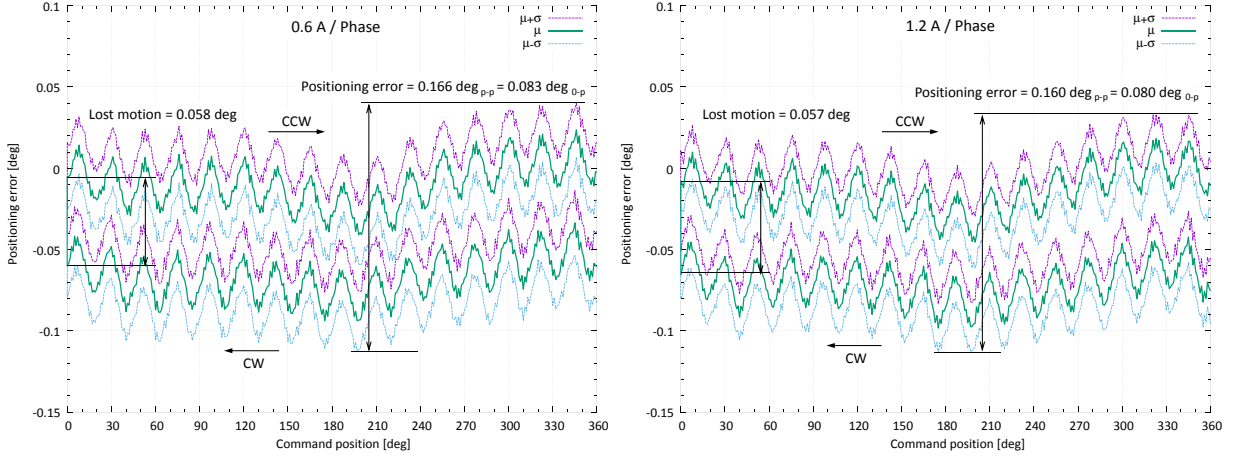 0.6 A / Phase
μ+σ
μ
μ-σ
Positioning error = 0.166 deg p-p = 0.083 deg 0-p
Lost motion = 0.058 deg
CCW
CW
Positioning error [deg]
0.1
0.05
0
-0.05
-0.1
-0.15
0 30 60 90 120 150 180 210 240 270 300 330 360
Command position [deg]
1.2 A / Phase
μ+σ
μ
μ-σ
Positioning error = 0.160 deg p-p = 0.080 deg 0-p
Lost motion = 0.057 deg
CCW
CW
Positioning error [deg]
0.1
0.05
0
-0.05
-0.1
-0.15
0 30 60 90 120 150 180 210 240 270 300 330 360
Command position [deg]